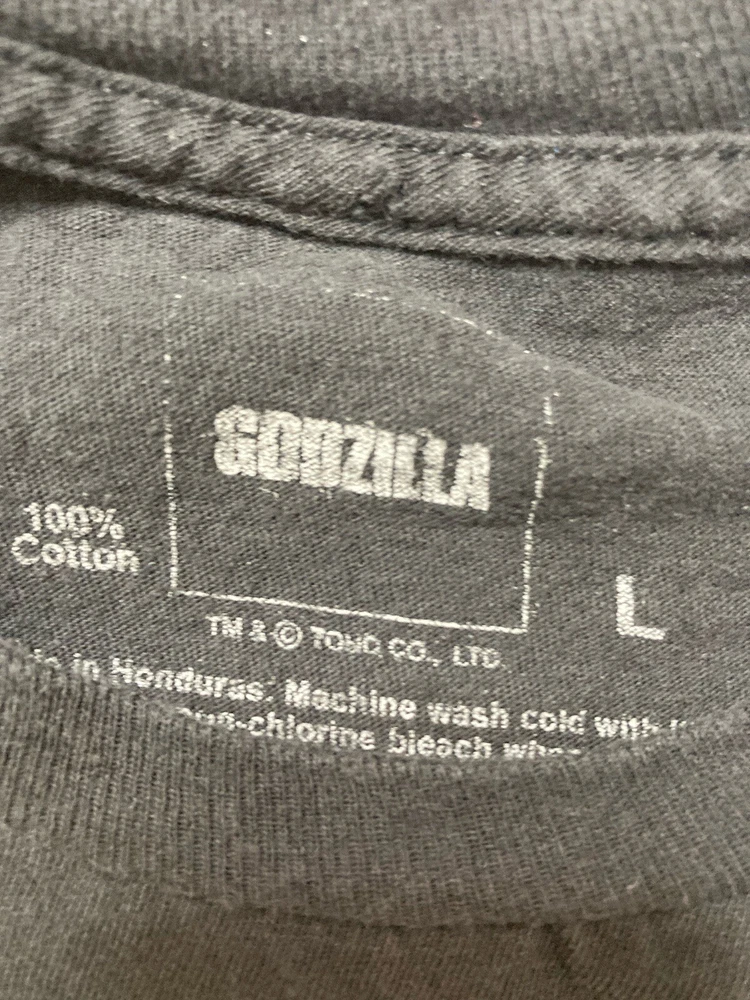 GODZILLA
100%
Cotton
L
TM & © TOHO CO., LTD.
in Honduras. Machine wash cold with
chlorine bleach